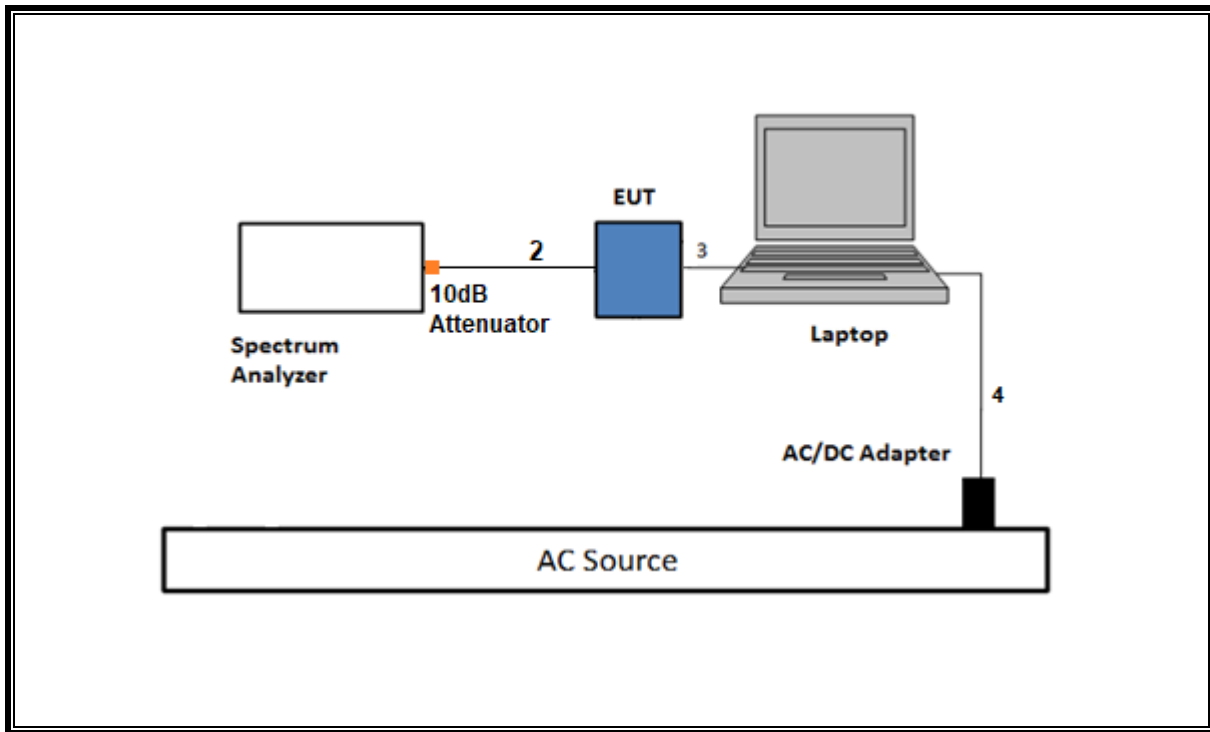 EUT
2
3
10dB
Attenuator
Spectrum
Analyzer
Laptop
4
AC/DC Adapter
AC Source